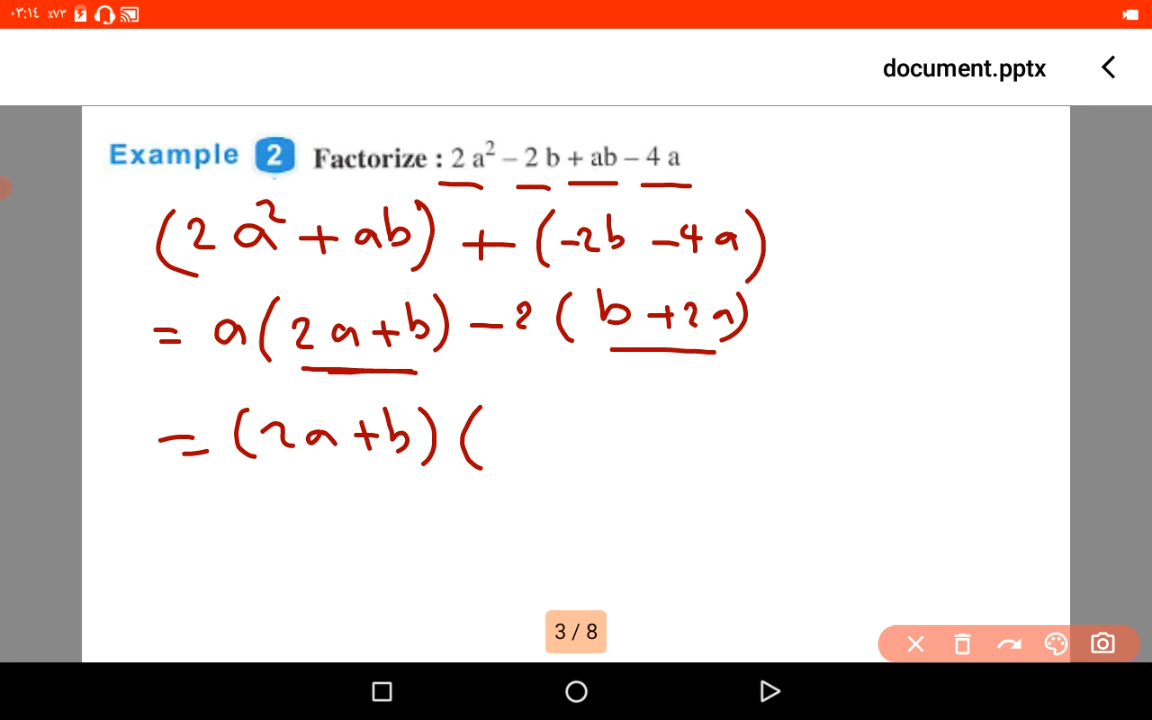 ٠٣:١٤ ٪٧٣
document.pptx
Example 2 Factorize : 2 a² – 2 b + ab – 4 a
(2 a² + ab) + (-2b - 4a)
= a(2a+b) - 2(b+2a)
= (2a+b)(
3 / 8